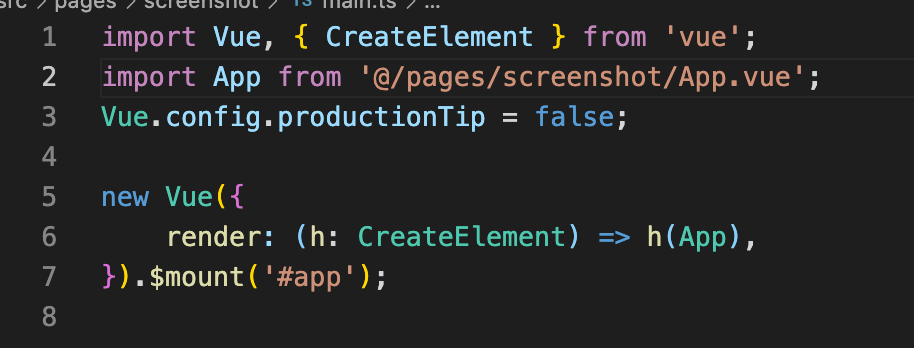 src > pages > screenshot > TS main.ts > ...
1 import Vue, { CreateElement } from 'vue';
2 import App from '@/pages/screenshot/App.vue';
3 Vue.config.productionTip = false;
4
5 new Vue({
6     render: (h: CreateElement) => h(App),
7 }).$mount('#app');
8